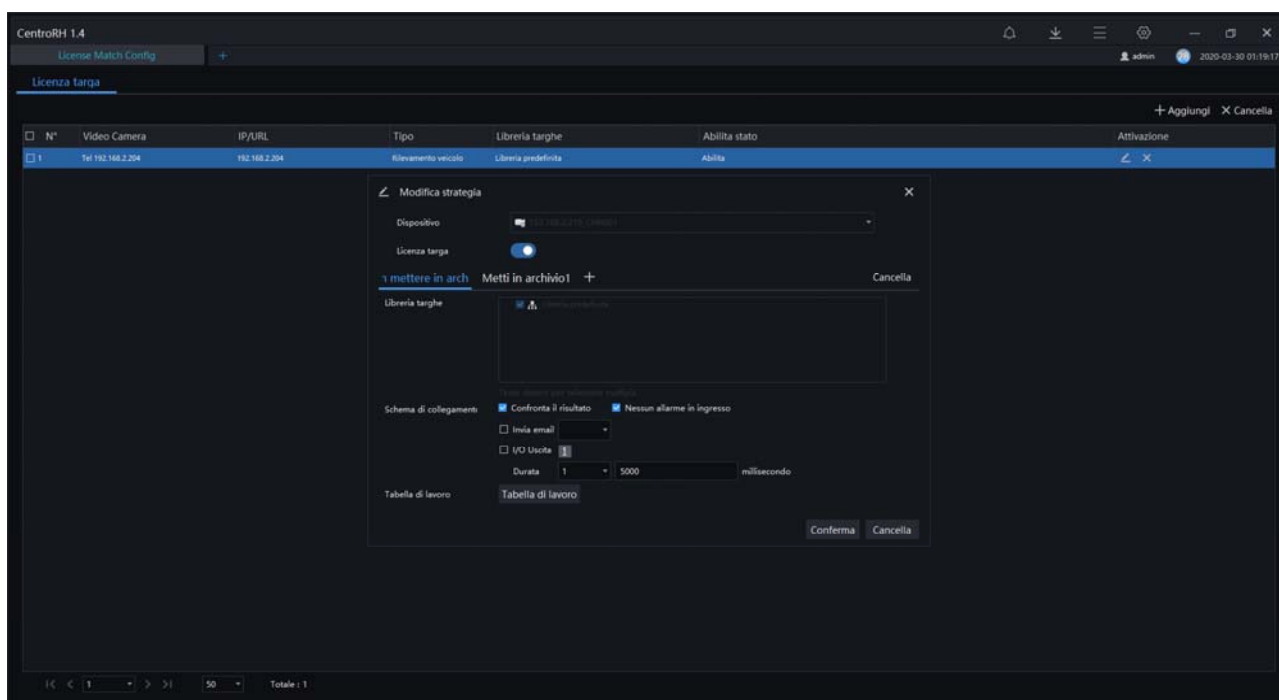 CentroRH 1.4
License Match Config +
admin 2020-03-30 01:19:17
Licenza targa
+ Aggiungi × Cancella
N° Video Camera IP/URL Tipo Libreria targhe Abilita stato Attivazione
1 Tel 192.168.2.204 192.168.2.204 Rilevamento veicolo Libreria predefinita Abilita
Modifica strategia
Dispositivo
Licenza targa
mettere in arch Metti in archivio1 + Cancella
Libreria targhe
Schema di collegament Confronta il risultato Nessun allarme in ingresso
Invia email
I/O Uscita 1
Durata 1 5000 millisecondo
Tabella di lavoro Tabella di lavoro
Conferma Cancella
1 50 Totale : 1